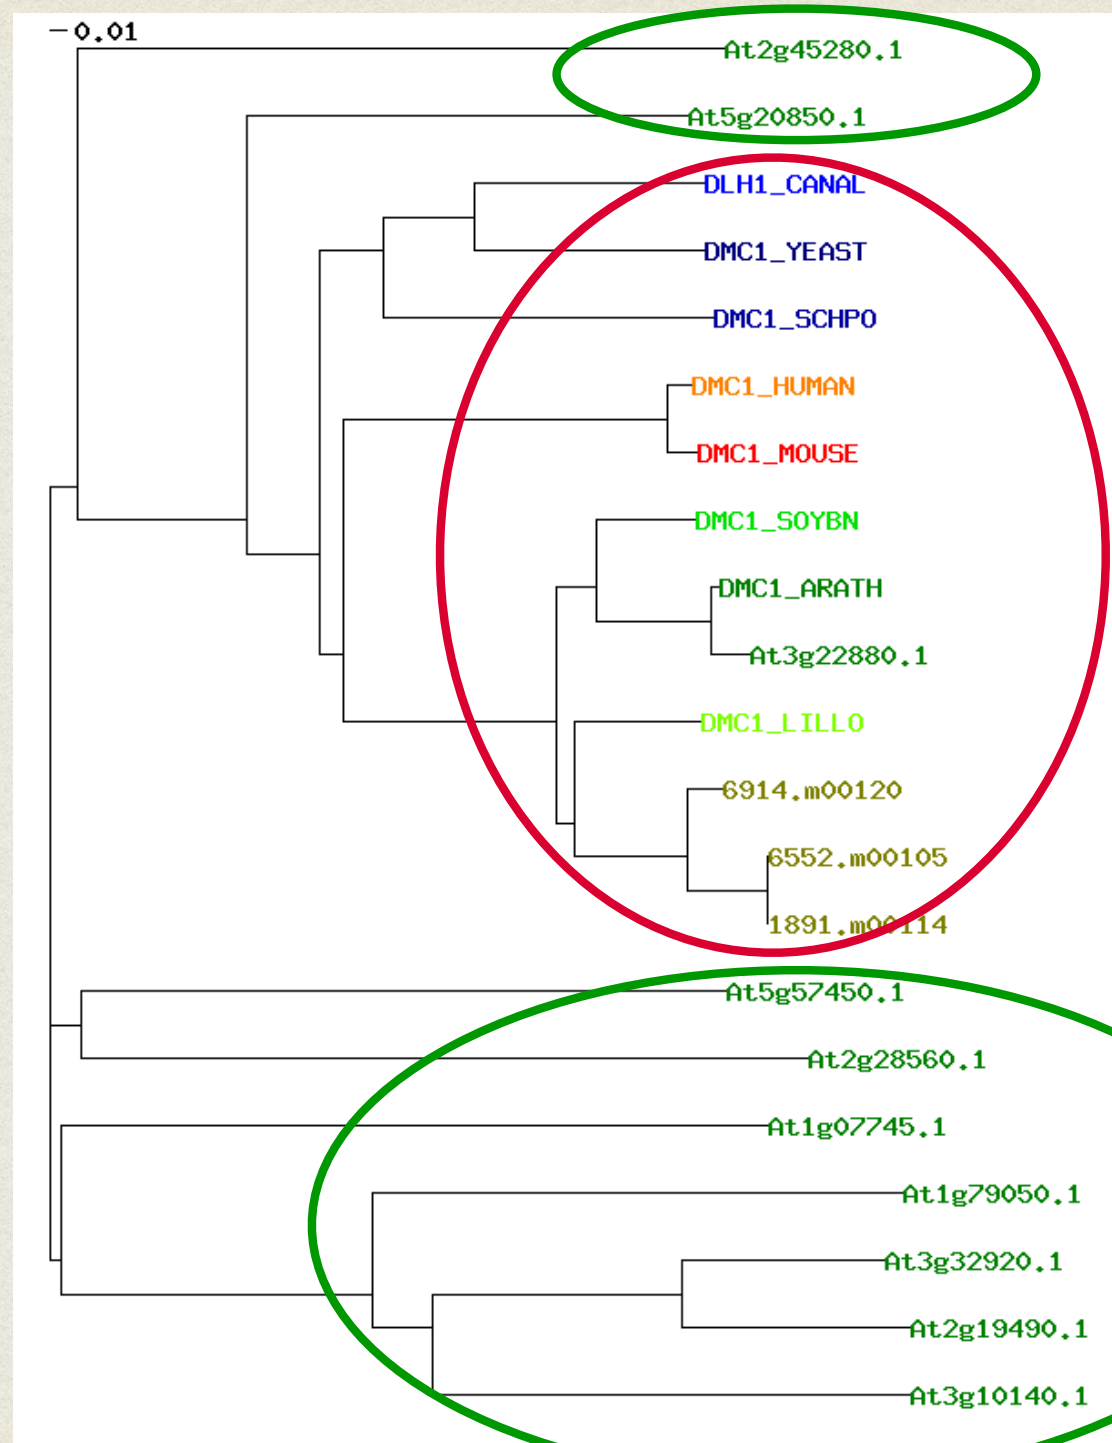 0.01
At2g45280.1
At5g20850.1
DLH1_CANAL
DMC1_YEAST
DMC1_SCHPO
DMC1_HUMAN
DMC1_MOUSE
DMC1_SOYBN
DMC1_ARATH
At3g22880.1
DMC1_LILLO
6914.m00120
6552.m00105
1891.m00114
At5g57450.1
At2g28560.1
At1g07745.1
At1g79050.1
At3g32920.1
At2g19490.1
At3g10140.1